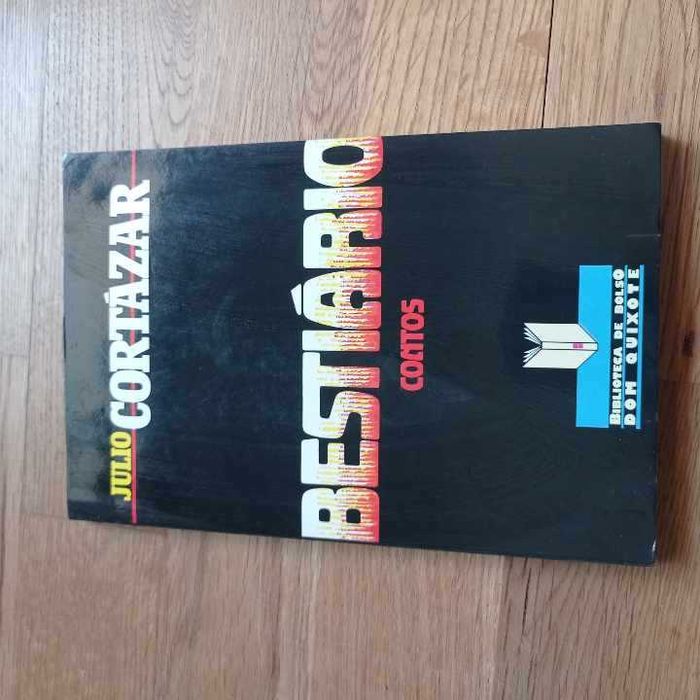 JULIO
CORTÁZAR
BESTIÁRIO
CONTOS
BIBLIOTECA DE BOLSO
DOM QUIXOTE